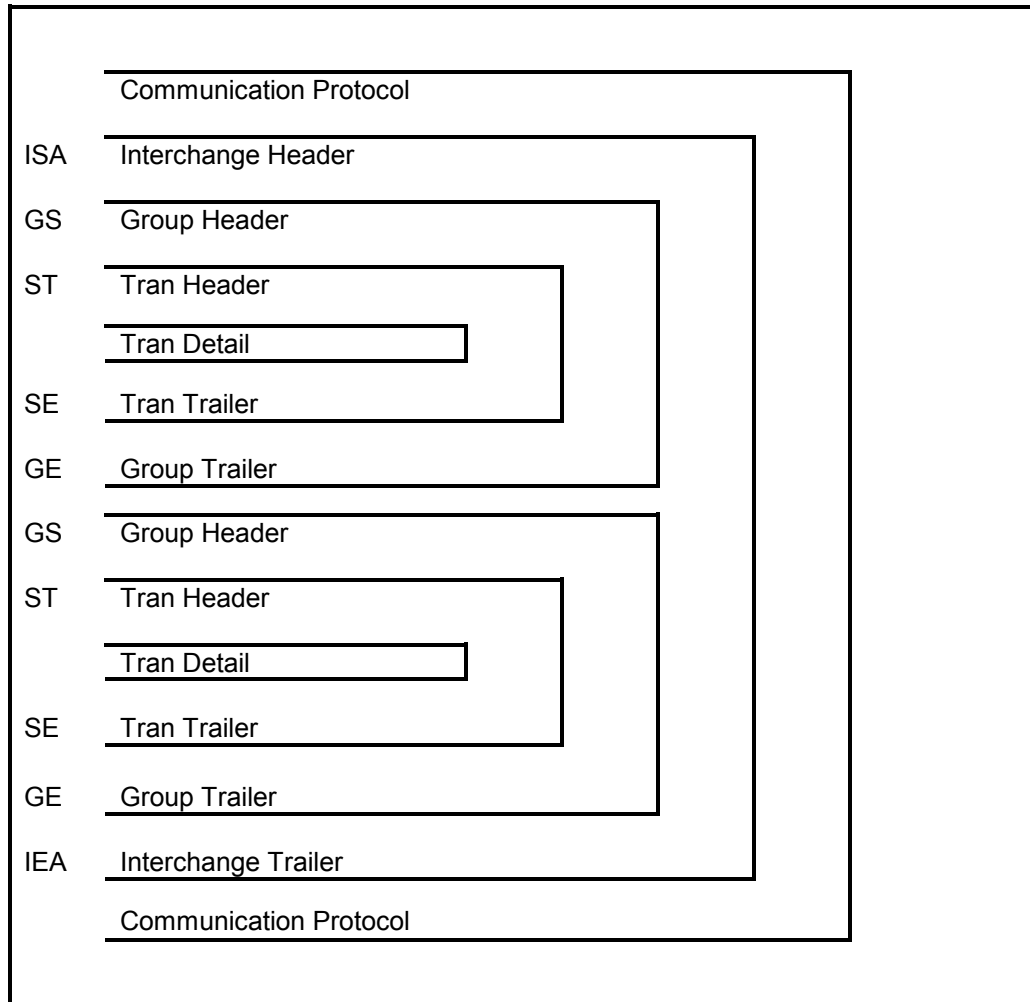 Communication Protocol
ISA Interchange Header
GS Group Header
ST Tran Header
Tran Detail
SE Tran Trailer
GE Group Trailer
GS Group Header
ST Tran Header
Tran Detail
SE Tran Trailer
GE Group Trailer
IEA Interchange Trailer
Communication Protocol